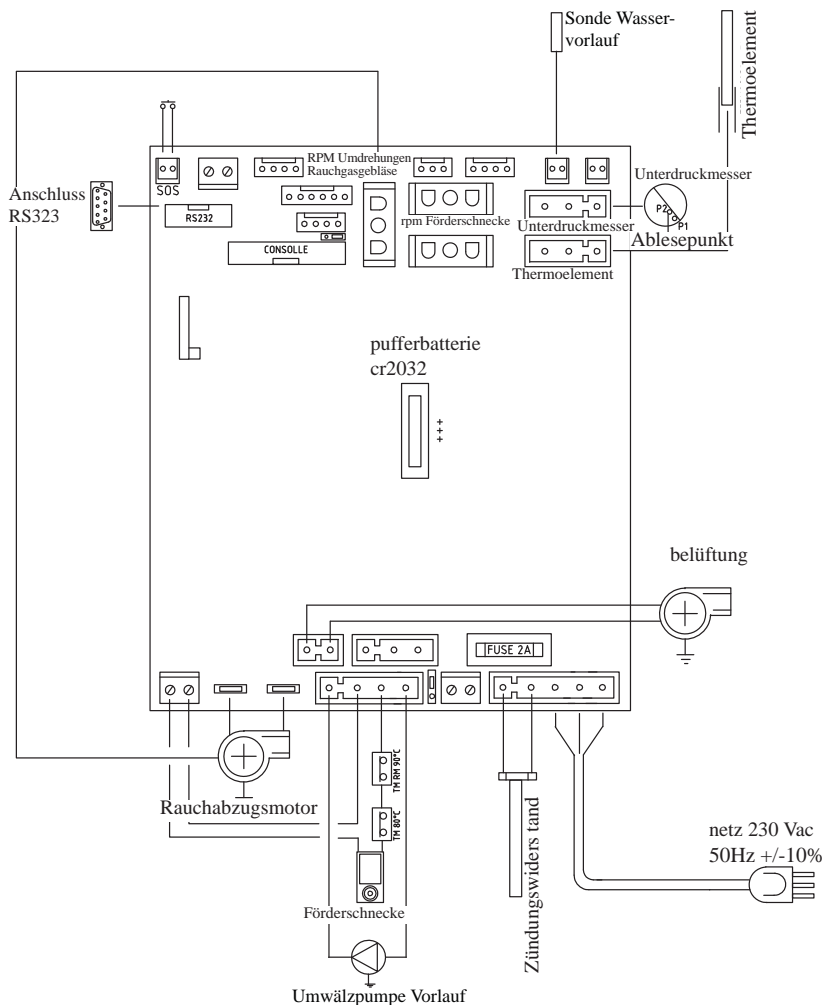 Sonde Wasser-
vorlauf
Thermoelement
SOS
RPM Umdrehungen
Rauchgasgebläse
Unterdruckmesser
Anschluss
RS323
RS232
rpm Förderschnecke
Unterdruckmesser
P2
P1
Ablesepunkt
CONSOLLE
Thermoelement
pufferbatterie
cr2032
+++
belüftung
FUSE 2A
TM RM 90°C
Rauchabzugsmotor
TM 80°C
Zündungswiders tand
netz 230 Vac
50Hz +/-10%
Förderschnecke
Umwälzpumpe Vorlauf